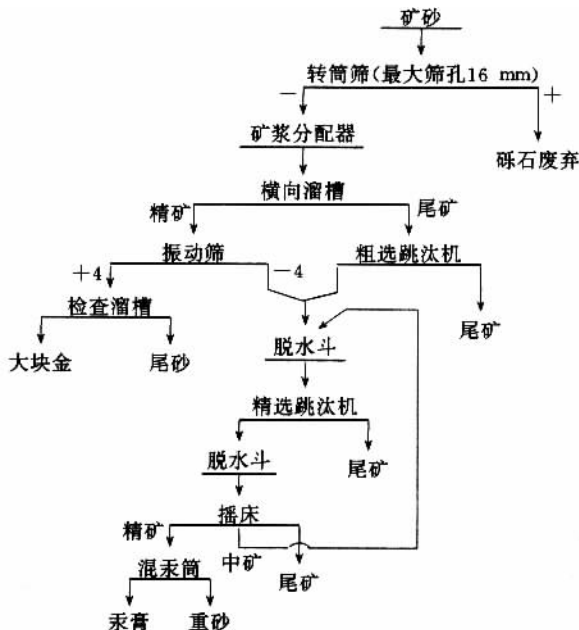 矿砂
转筒筛(最大筛孔16 mm)
−
+
矿浆分配器
砾石废弃
横向溜槽
精矿
尾矿
振动筛
粗选跳汰机
+4
−4
检查溜槽
尾矿
大块金
尾砂
脱水斗
精选跳汰机
脱水斗
尾矿
摇床
精矿
中矿
尾矿
混汞筒
汞膏
重砂